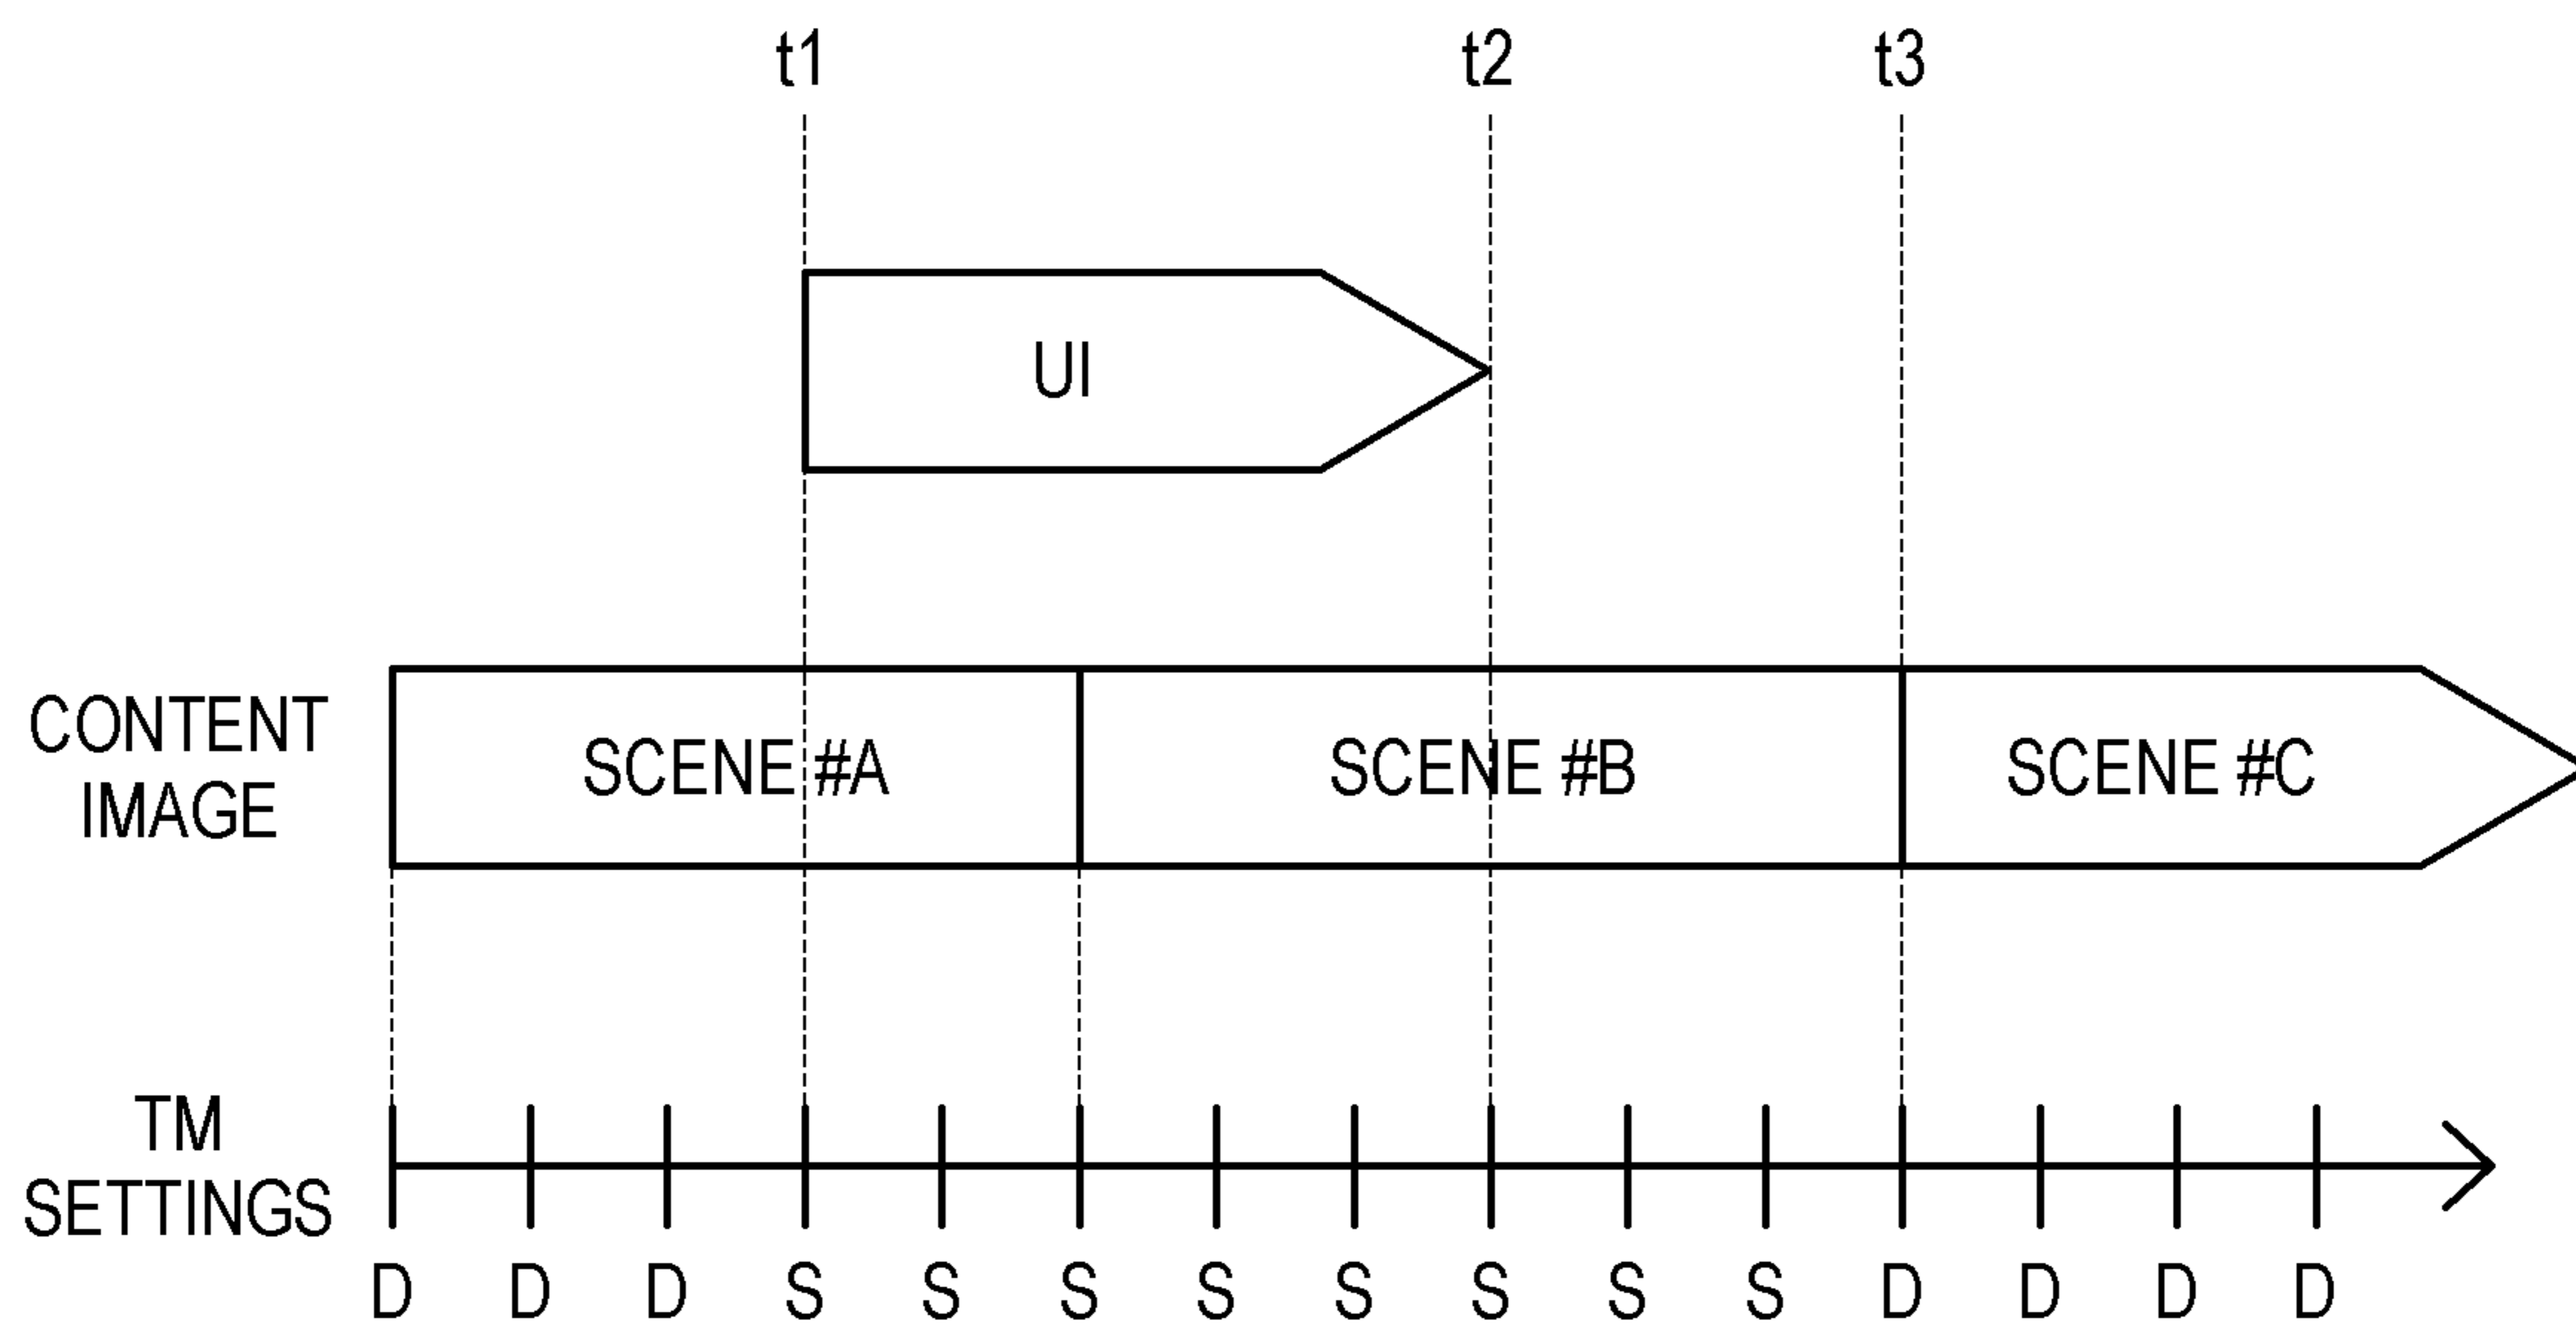 t1 t2 t3
UI
CONTENT
IMAGE
SCENE #A SCENE #B SCENE #C
TM
SETTINGS
D D D S S S S S S S S D D D D